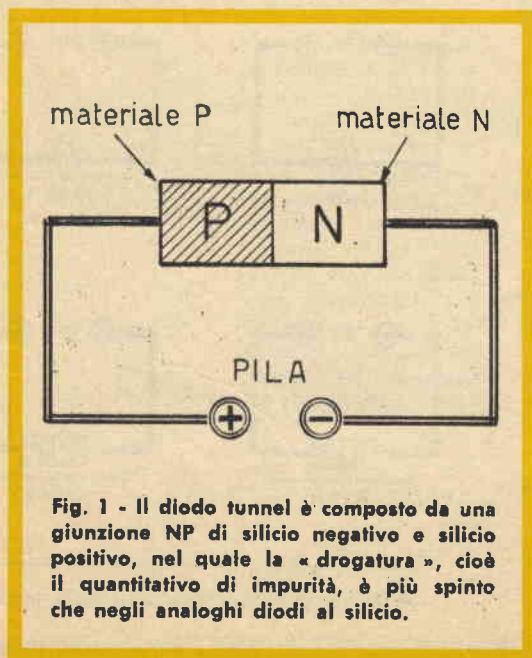 materiale P
materiale N
P
N
PILA
+
−
Fig. 1 - Il diodo tunnel è composto da una
giunzione NP di silicio negativo e silicio
positivo, nel quale la « drogatura », cioè
il quantitativo di impurità, è più spinto
che negli analoghi diodi al silicio.